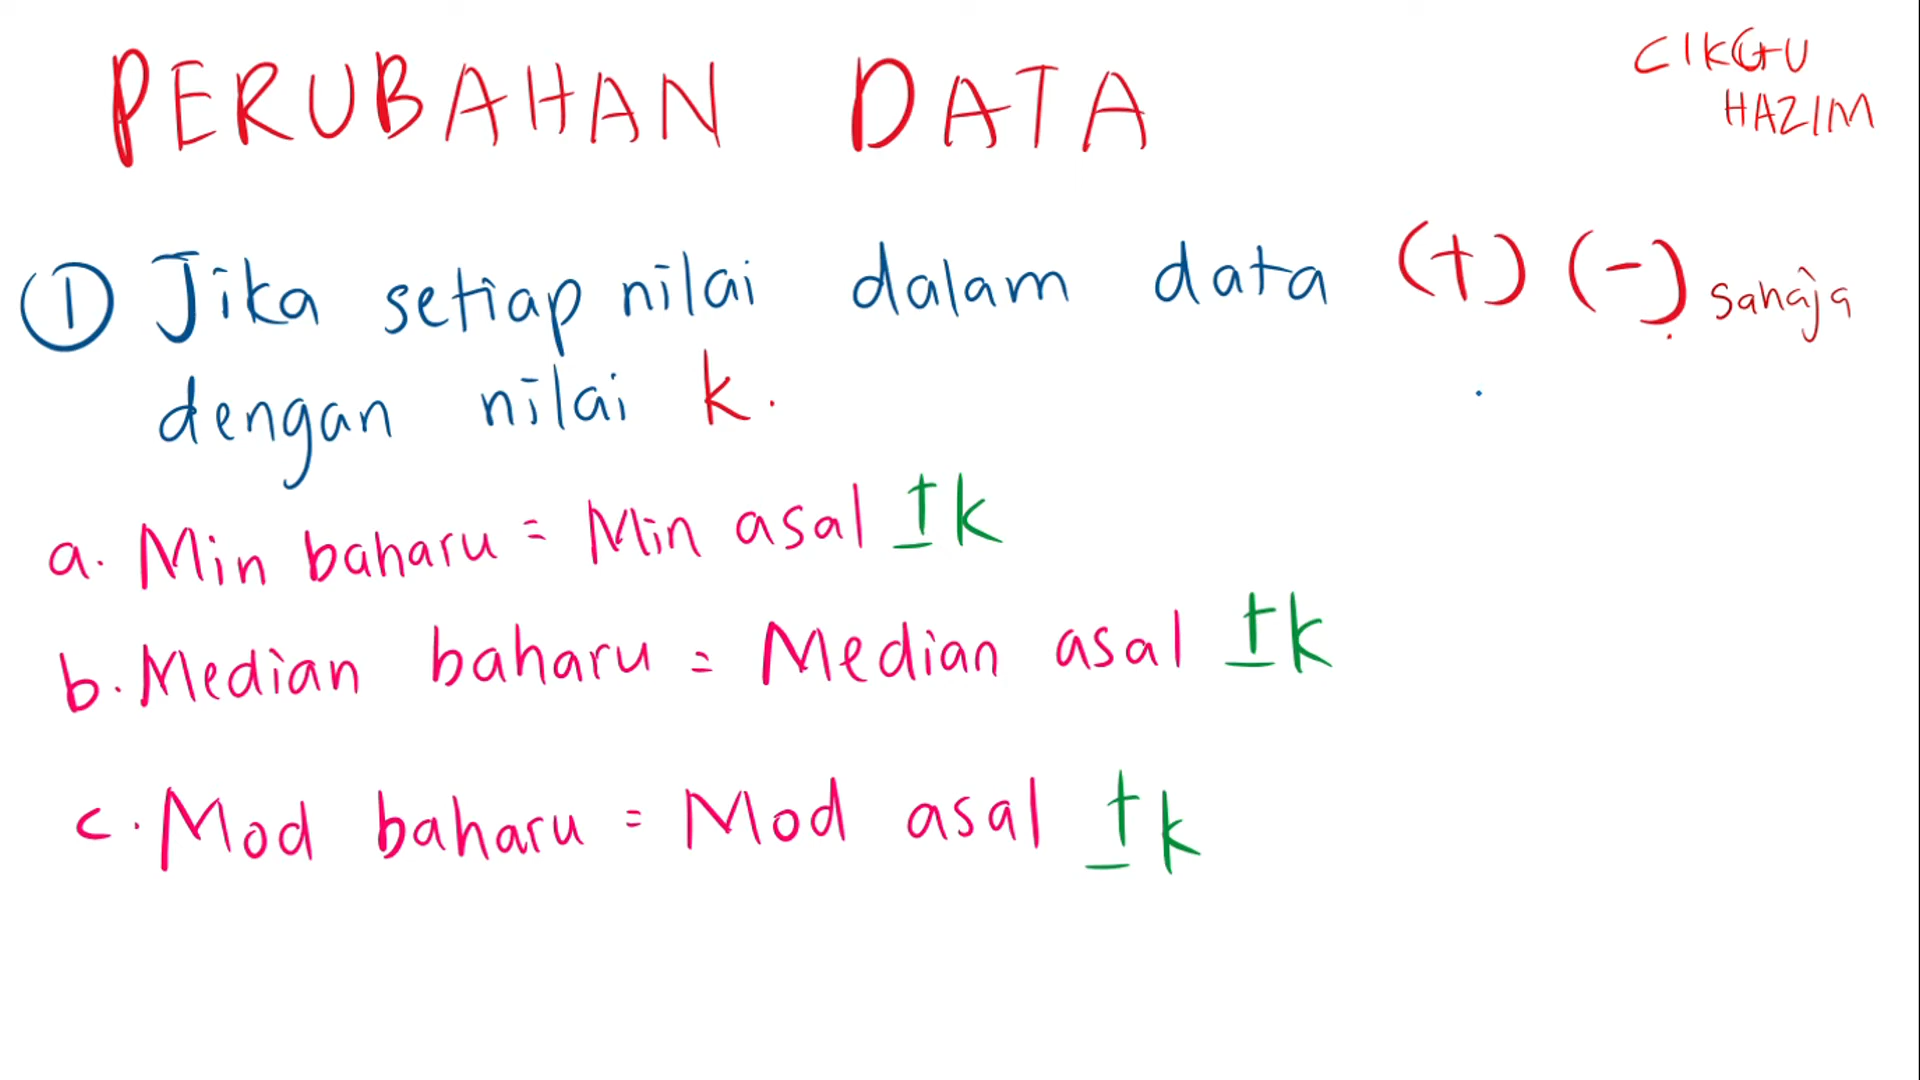 PERUBAHAN DATA
CIKGU
HAZIM
① Jika setiap nilai dalam data (+) (-) sahaja
dengan nilai k.
a. Min baharu = Min asal ±k
b. Median baharu = Median asal ±k
c. Mod baharu = Mod asal ±k